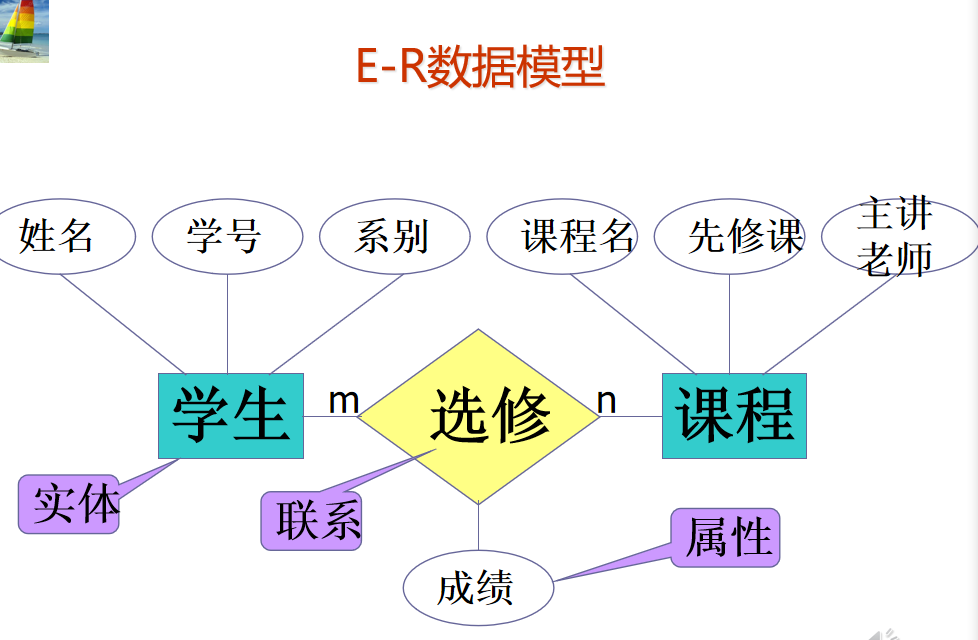 E-R数据模型
姓名
学号
系别
课程名
先修课
主讲
老师
学生
m
选修
n
课程
实体
联系
属性
成绩